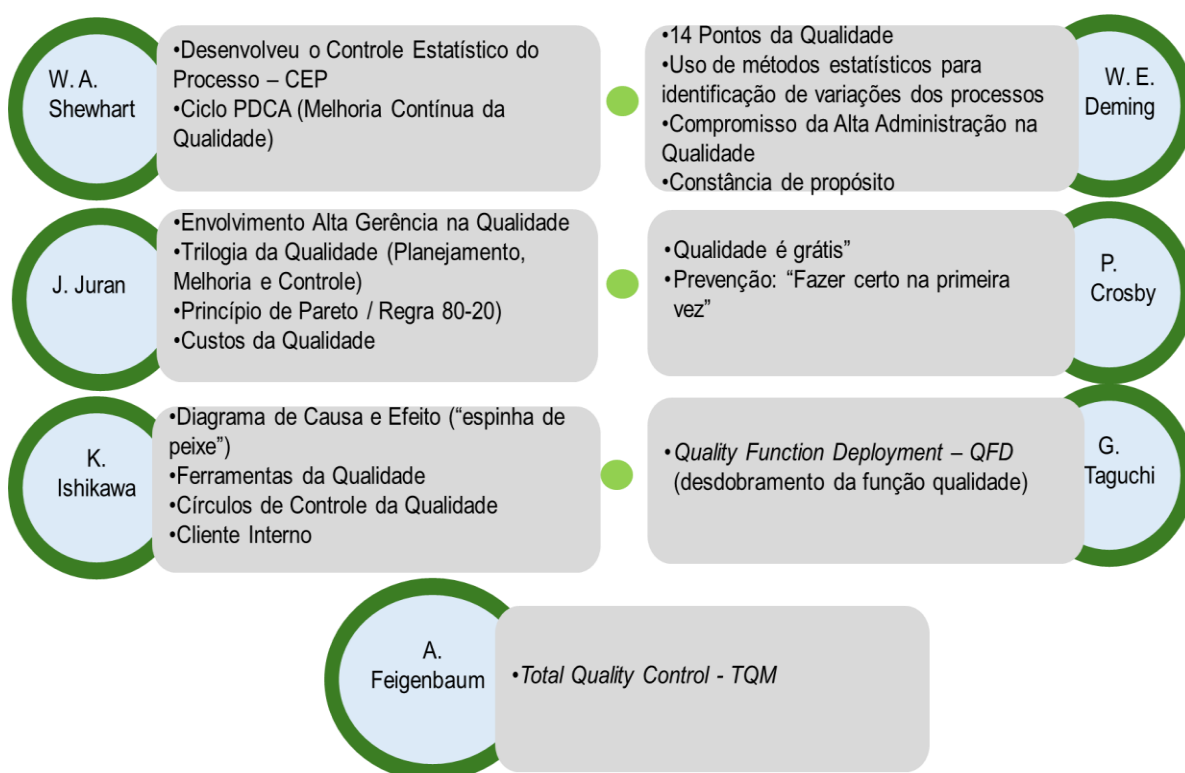 W. A.
Shewhart
•Desenvolveu o Controle Estatístico do
Processo – CEP
•Ciclo PDCA (Melhoria Contínua da
Qualidade)
•14 Pontos da Qualidade
•Uso de métodos estatísticos para
identificação de variações dos processos
•Compromisso da Alta Administração na
Qualidade
•Constância de propósito
W. E.
Deming
J. Juran
•Envolvimento Alta Gerência na Qualidade
•Trilogia da Qualidade (Planejamento,
Melhoria e Controle)
•Princípio de Pareto / Regra 80-20)
•Custos da Qualidade
•Qualidade é grátis”
•Prevenção: “Fazer certo na primeira
vez”
P.
Crosby
K.
Ishikawa
•Diagrama de Causa e Efeito (“espinha de
peixe”)
•Ferramentas da Qualidade
•Círculos de Controle da Qualidade
•Cliente Interno
•Quality Function Deployment – QFD
(desdobramento da função qualidade)
G.
Taguchi
A.
Feigenbaum
•Total Quality Control - TQM